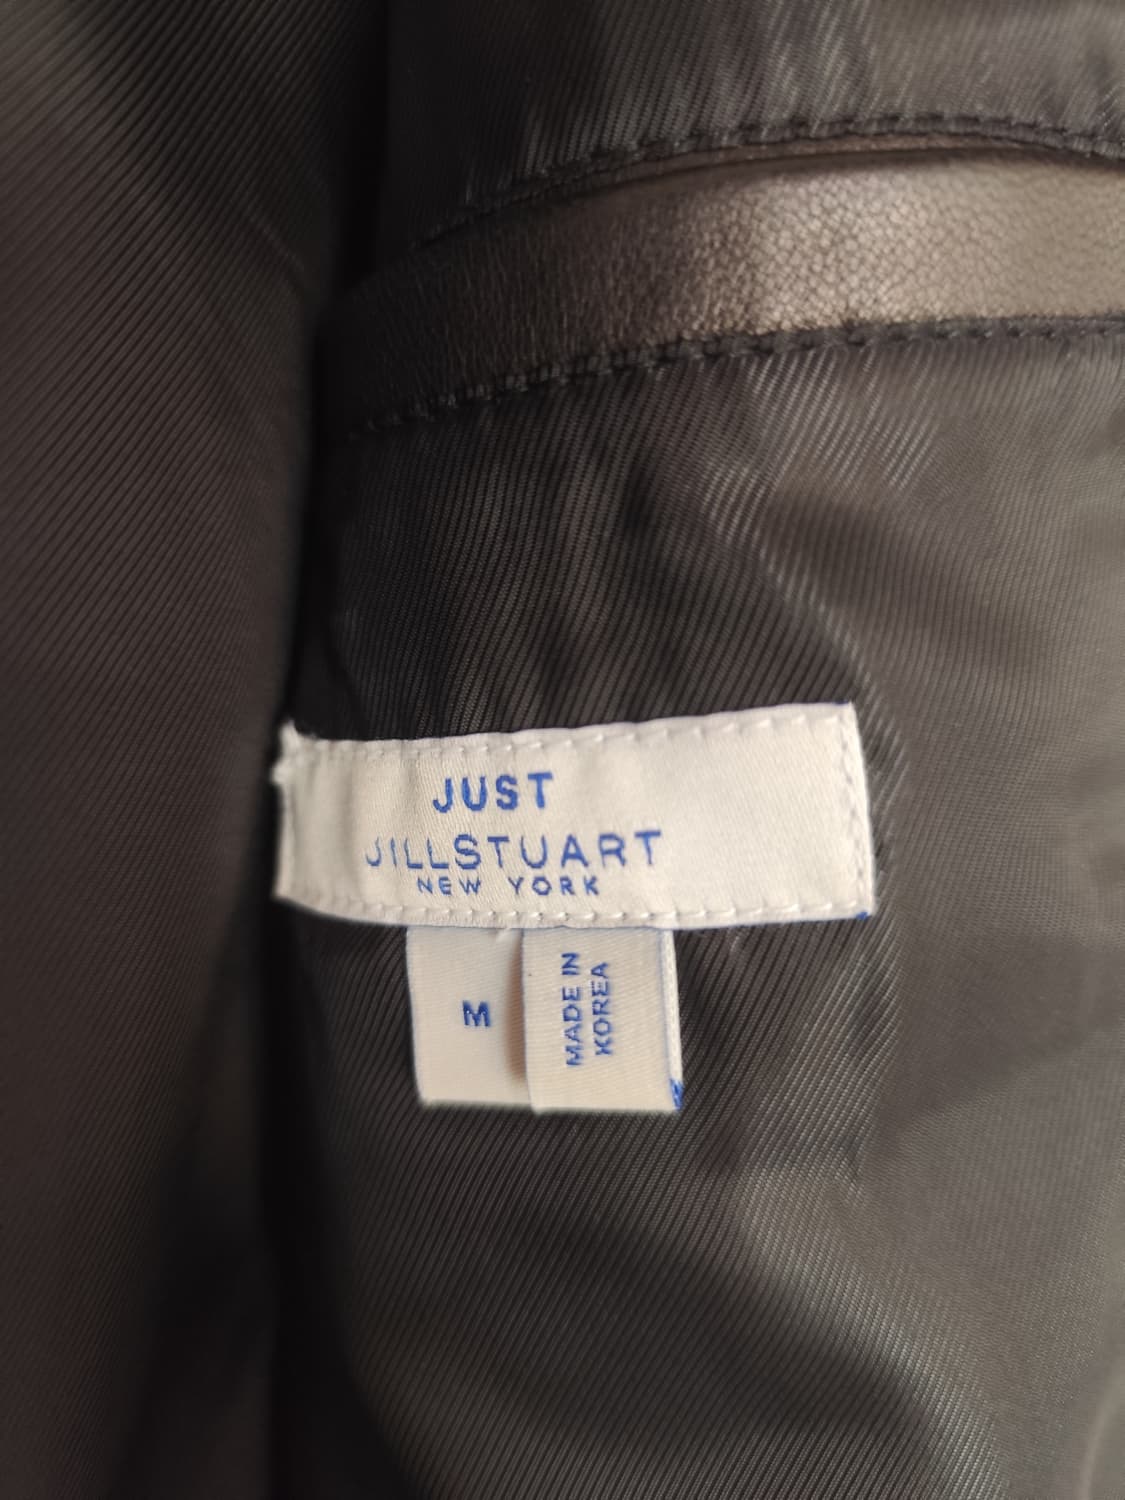 JUST
JILLSTUART
NEW YORK
M
MADE IN
KOREA